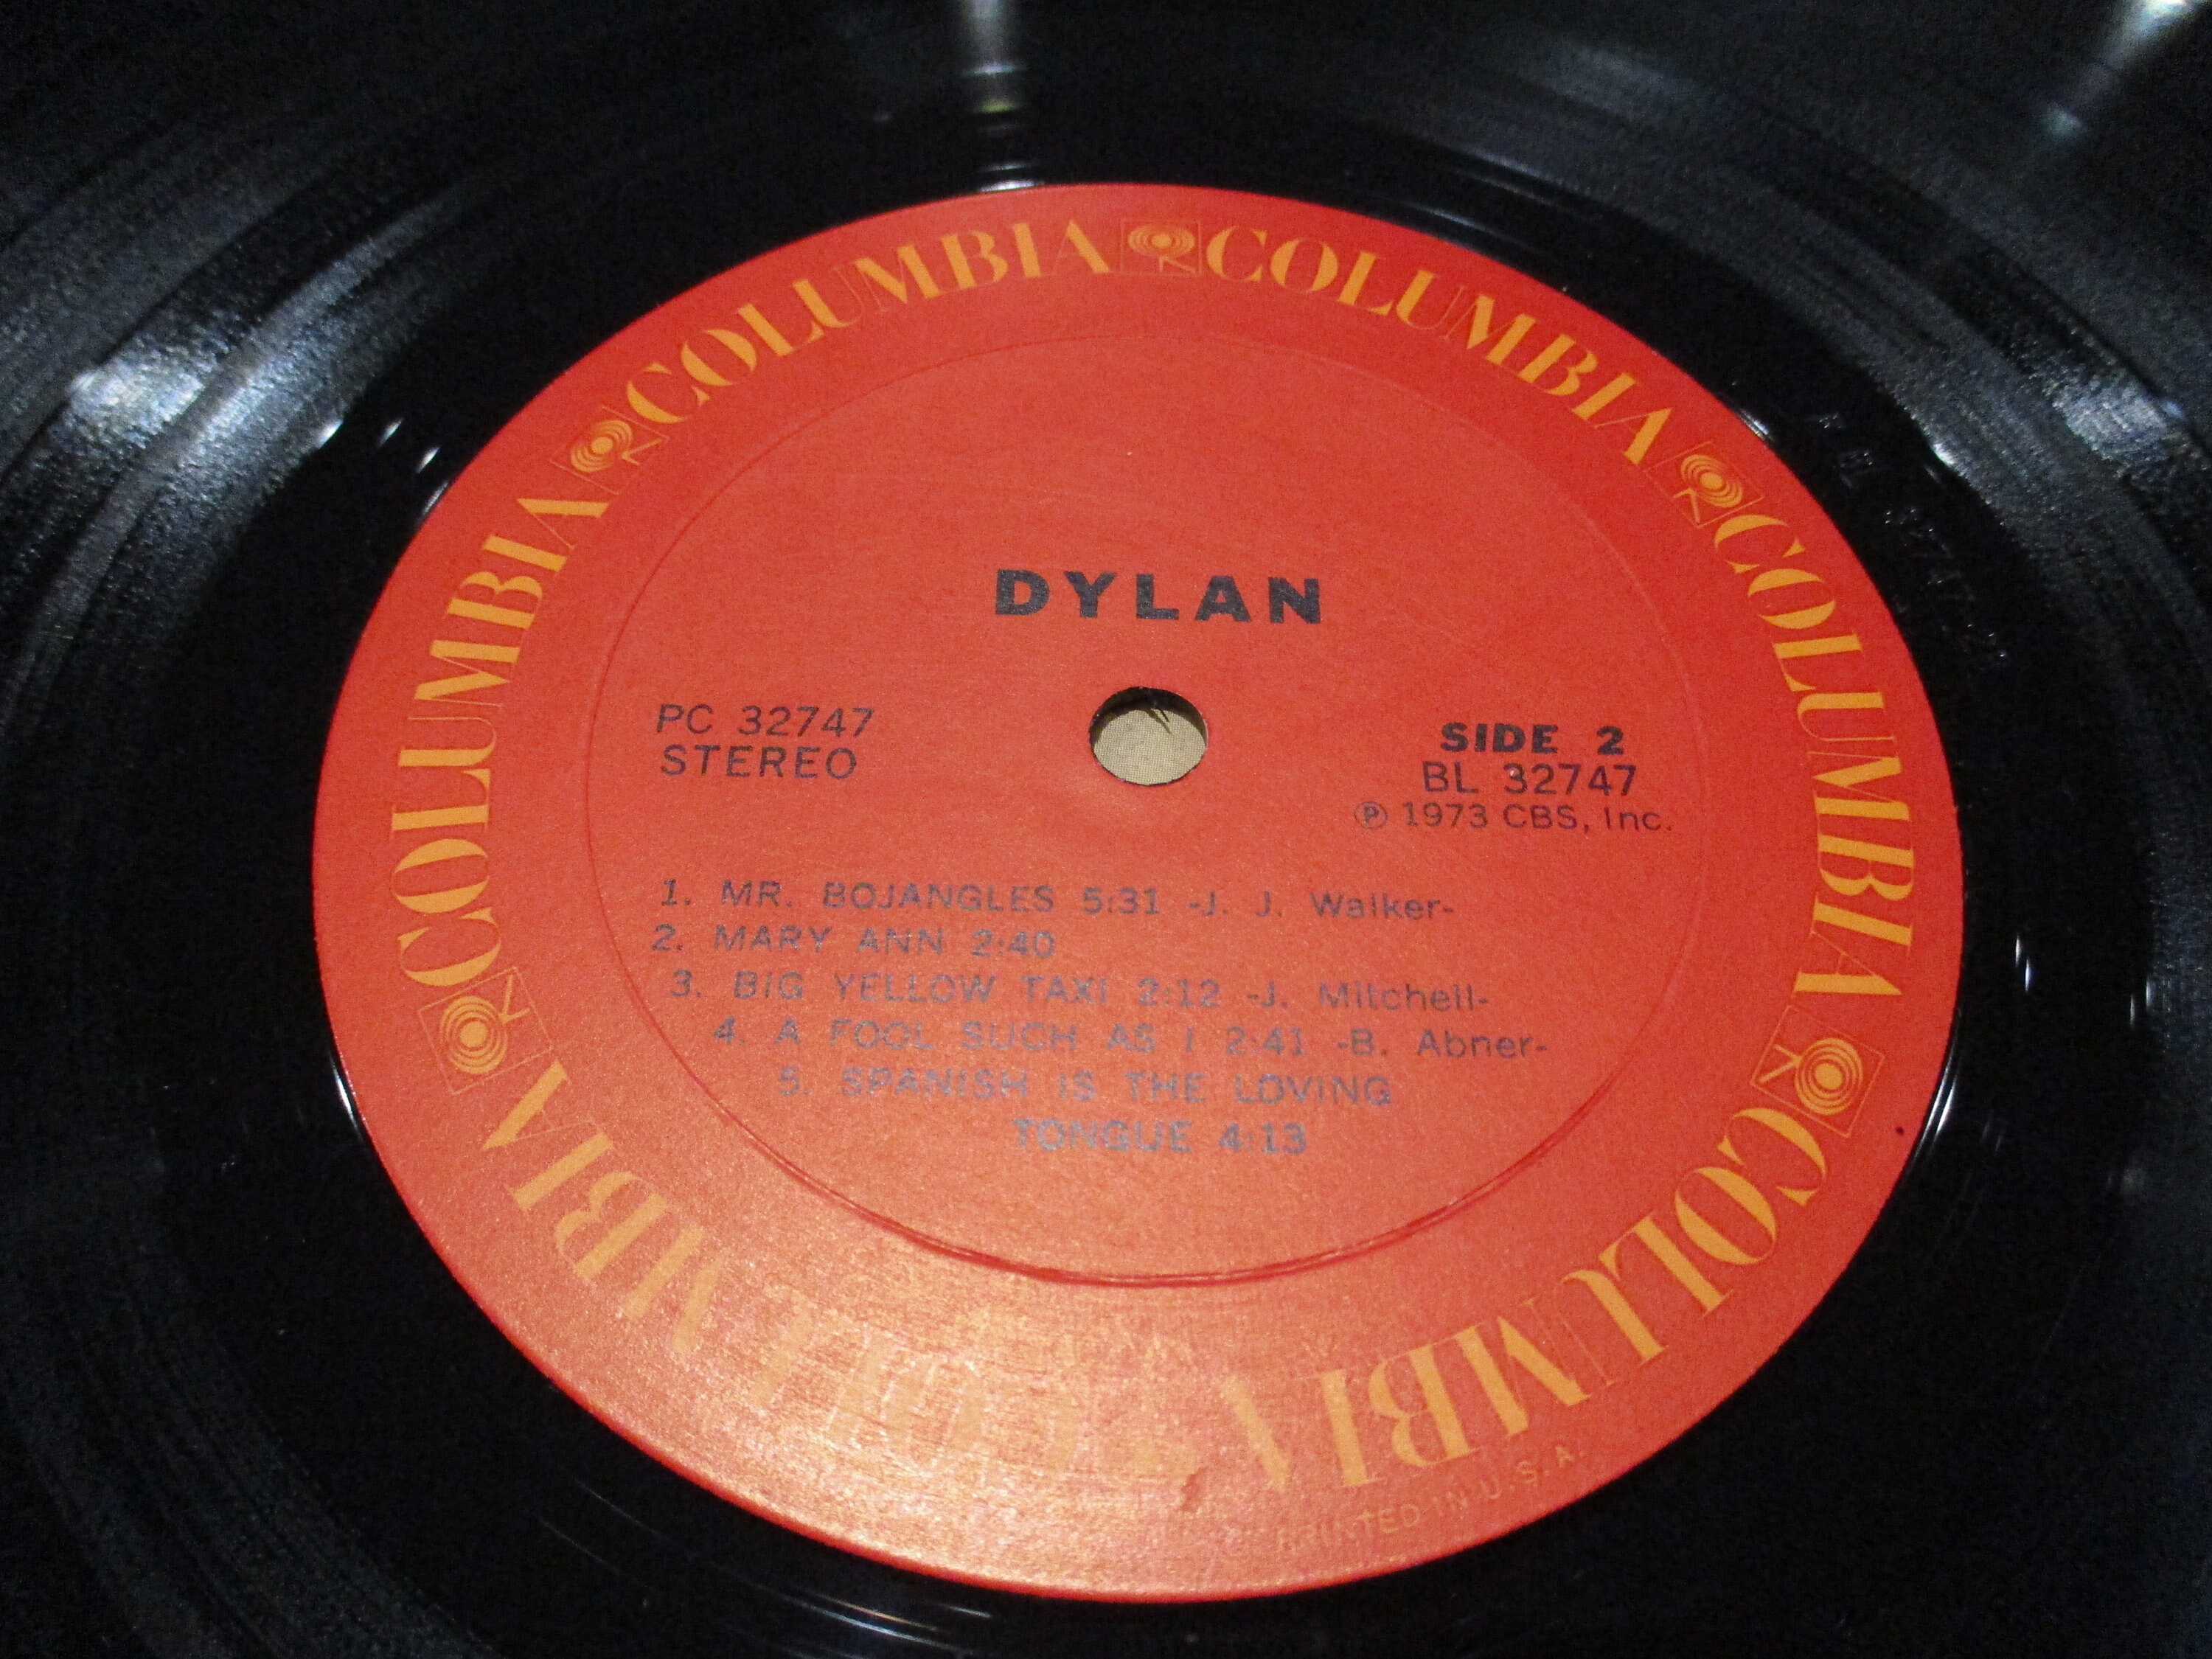 COLUMBIA COLUMBIA COLUMBIA COLUMBIA COLUMBIA COLUMBIA
DYLAN
PC 32747
STEREO
SIDE 2
BL 32747
Ⓟ 1973 CBS, Inc.
1. MR. BOJANGLES 5:31 -J. J. Walker-
2. MARY ANN 2:40
3. BIG YELLOW TAXI 2:12 -J. Mitchell-
4. A FOOL SUCH AS I 2:41 -B. Abner-
5. SPANISH IS THE LOVING
TONGUE 4:13
PRINTED IN U.S.A.